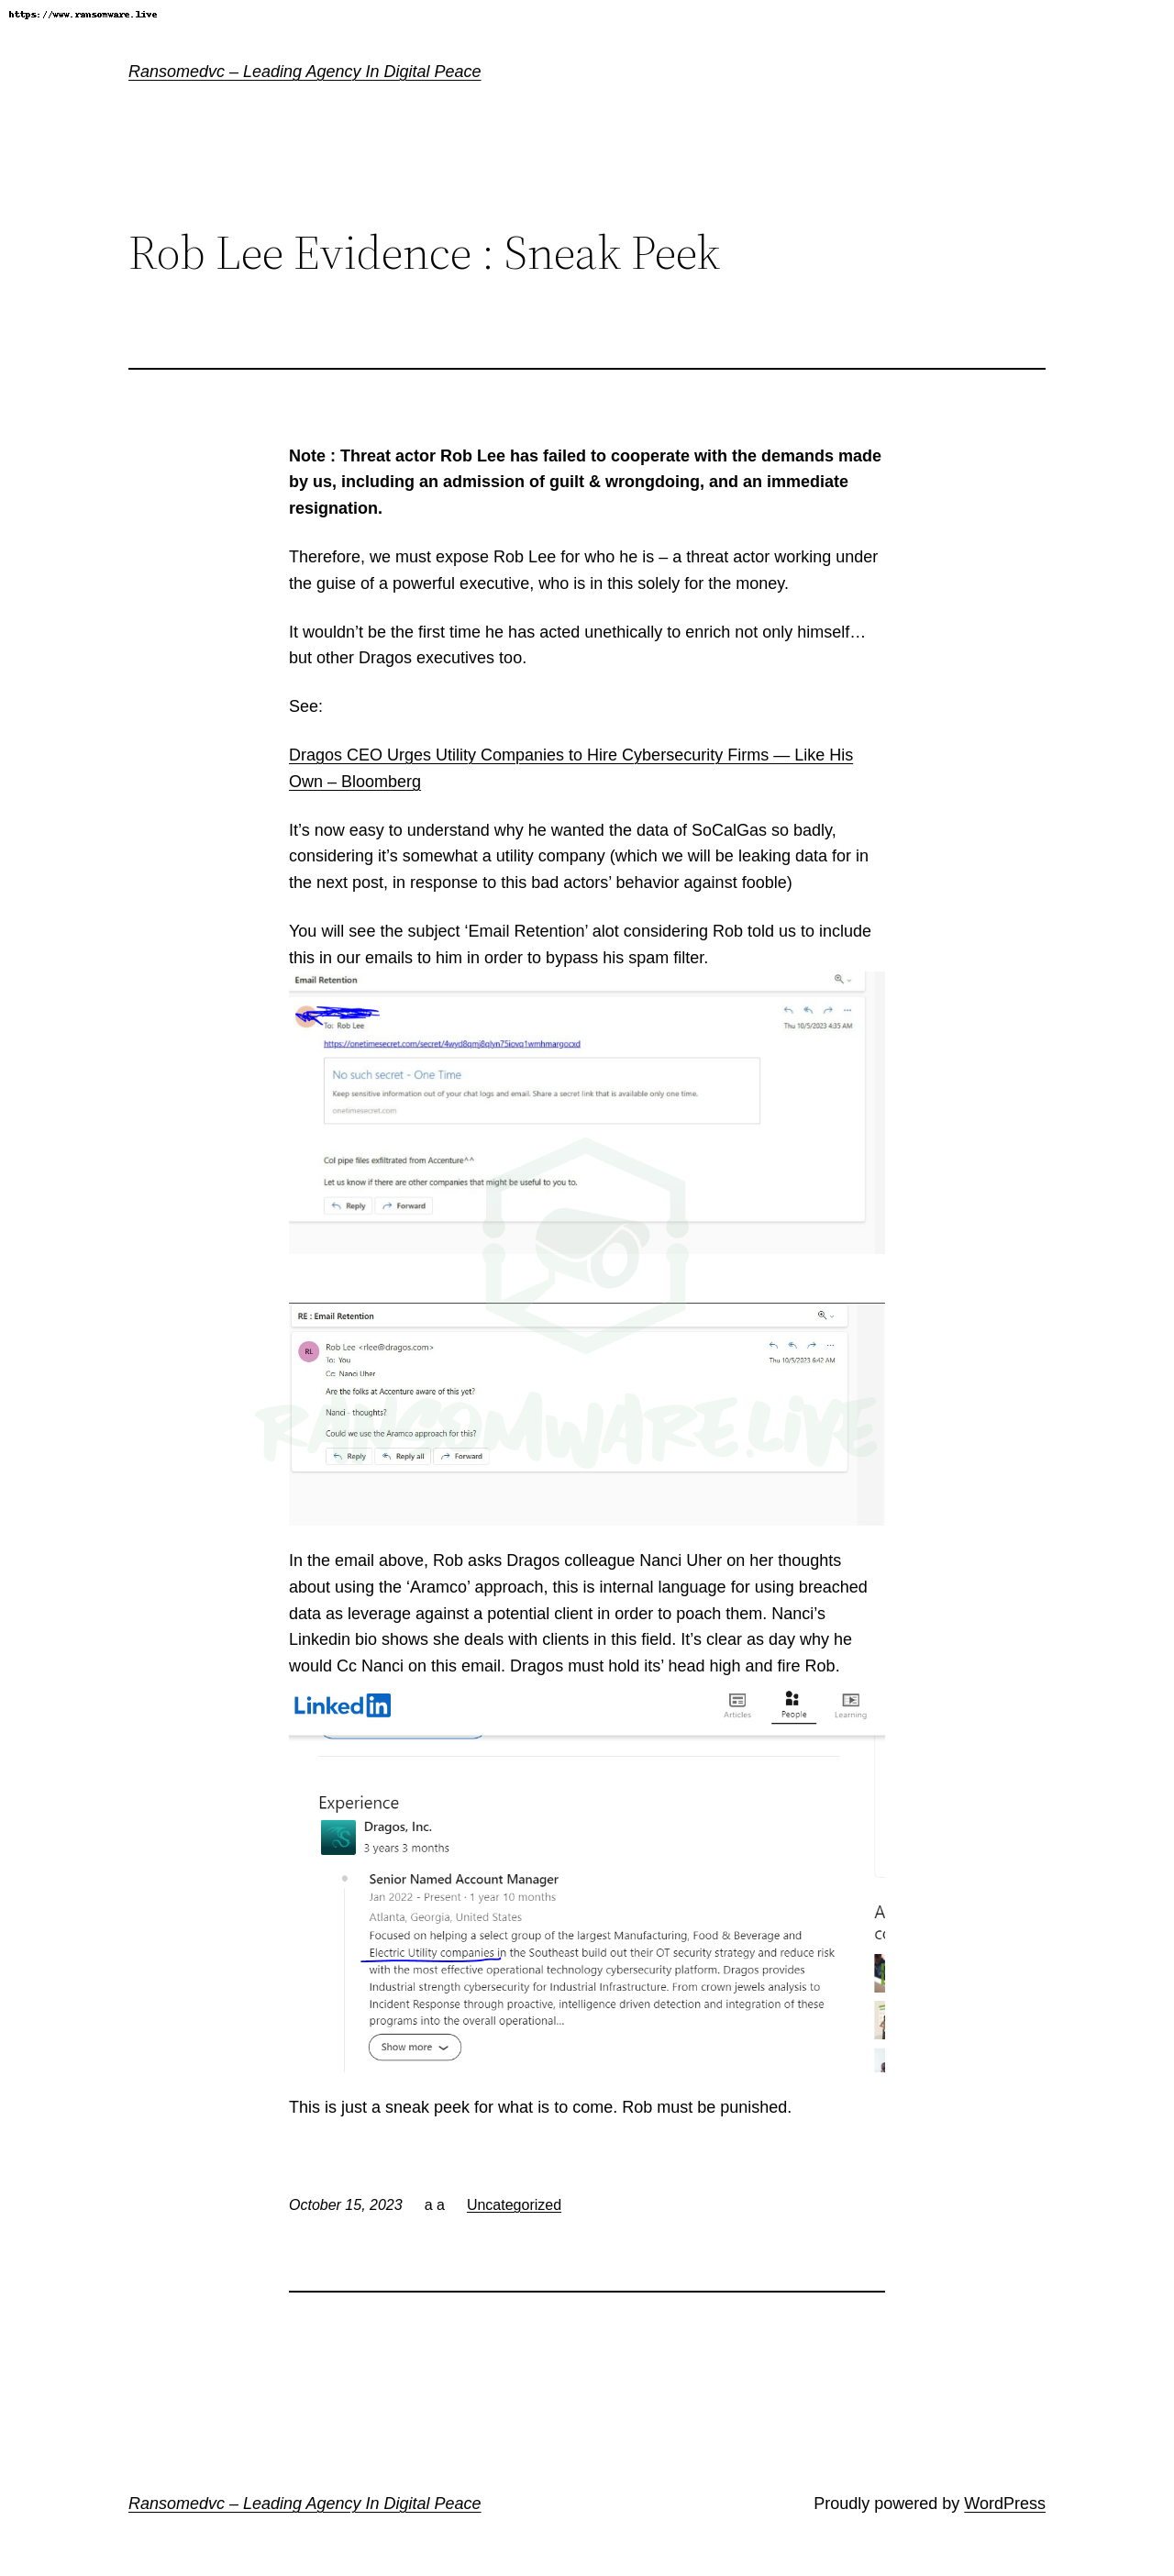 https://www.ransomware.live
Ransomedvc – Leading Agency In Digital Peace
Rob Lee Evidence : Sneak Peek
Note : Threat actor Rob Lee has failed to cooperate with the demands made
by us, including an admission of guilt & wrongdoing, and an immediate
resignation.
Therefore, we must expose Rob Lee for who he is – a threat actor working under
the guise of a powerful executive, who is in this solely for the money.
It wouldn’t be the first time he has acted unethically to enrich not only himself…
but other Dragos executives too.
See:
Dragos CEO Urges Utility Companies to Hire Cybersecurity Firms — Like His
Own – Bloomberg
It’s now easy to understand why he wanted the data of SoCalGas so badly,
considering it’s somewhat a utility company (which we will be leaking data for in
the next post, in response to this bad actors’ behavior against fooble)
You will see the subject ‘Email Retention’ alot considering Rob told us to include
this in our emails to him in order to bypass his spam filter.
Email Retention
To: Rob Lee
Thu 10/5/2023 4:35 AM
No such secret - One Time
Keep sensitive information out of your chat logs and email. Share a secret link that is available only one time.
onetimesecret.com
Col pipe files exfiltrated from Accenture^^
Let us know if there are other companies that might be useful to you to.
Reply Forward
RE : Email Retention
RL
Rob Lee <rlee@dragos.com>
To: You
Thu 10/5/2023 6:42 AM
Cc: Nanci Uher
Are the folks at Accenture aware of this yet?
Nanci - thoughts?
RANSOMWARE.LIVE
Could we use the Aramco approach for this?
Reply Reply all Forward
In the email above, Rob asks Dragos colleague Nanci Uher on her thoughts
about using the ‘Aramco’ approach, this is internal language for using breached
data as leverage against a potential client in order to poach them. Nanci’s
Linkedin bio shows she deals with clients in this field. It’s clear as day why he
would Cc Nanci on this email. Dragos must hold its’ head high and fire Rob.
Linkedin
Articles People Learning
Experience
Dragos, Inc.
3 years 3 months
Senior Named Account Manager
Jan 2022 - Present · 1 year 10 months
Atlanta, Georgia, United States
Focused on helping a select group of the largest Manufacturing, Food & Beverage and
Electric Utility companies in the Southeast build out their OT security strategy and reduce risk
with the most effective operational technology cybersecurity platform. Dragos provides
Industrial strength cybersecurity for Industrial Infrastructure. From crown jewels analysis to
Incident Response through proactive, intelligence driven detection and integration of these
programs into the overall operational...
Show more
This is just a sneak peek for what is to come. Rob must be punished.
October 15, 2023 a a Uncategorized
Ransomedvc – Leading Agency In Digital Peace
Proudly powered by WordPress